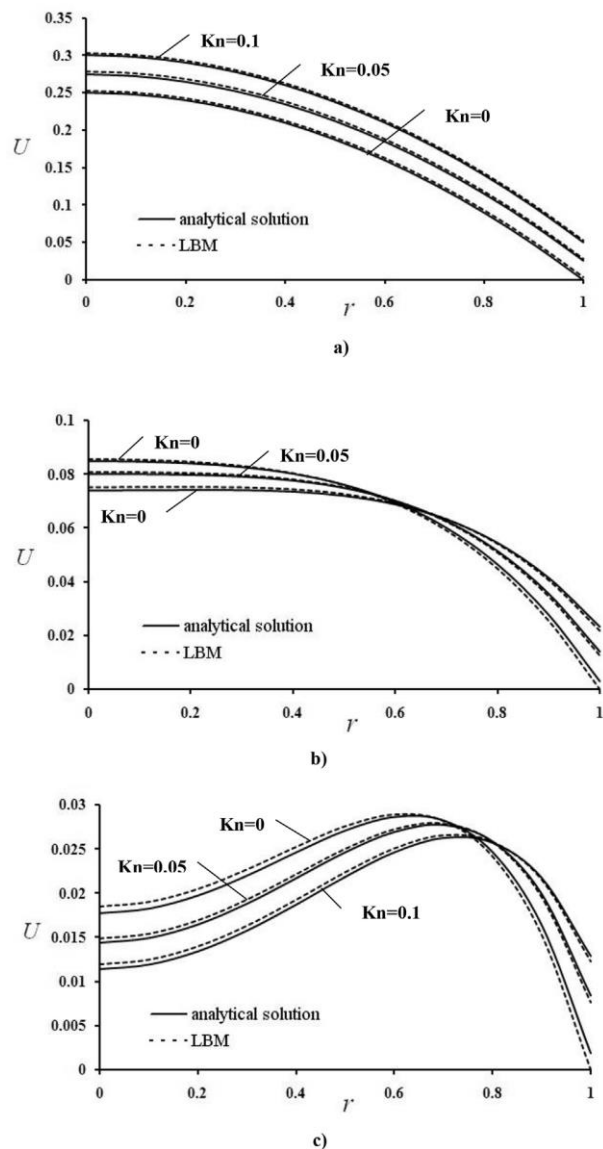 0.35
0.3
Kn=0.1
Kn=0.05
0.25
Kn=0
0.2
U
0.15
0.1
analytical solution
0.05
LBM
0
0 0.2 0.4 0.6 0.8 1
r
a)
0.1
Kn=0
Kn=0.05
0.08
Kn=0
0.06
U
0.04
analytical solution
0.02
LBM
0
0 0.2 0.4 0.6 0.8 1
r
b)
0.03
Kn=0
0.025
Kn=0.05
0.02
Kn=0.1
U
0.015
0.01
analytical solution
0.005
LBM
0
0 0.2 0.4 0.6 0.8 1
r
c)